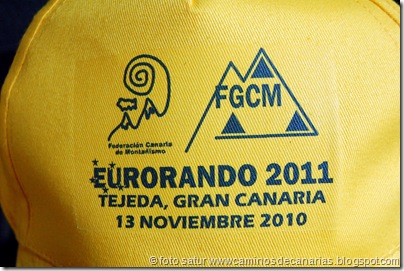 FGCM
Federación Canaria
de Montañismo
EURORANDO 2011
TEJEDA, GRAN CANARIA
13 NOVIEMBRE 2010
© foto satur www.caminosdecanarias.blogspot.com